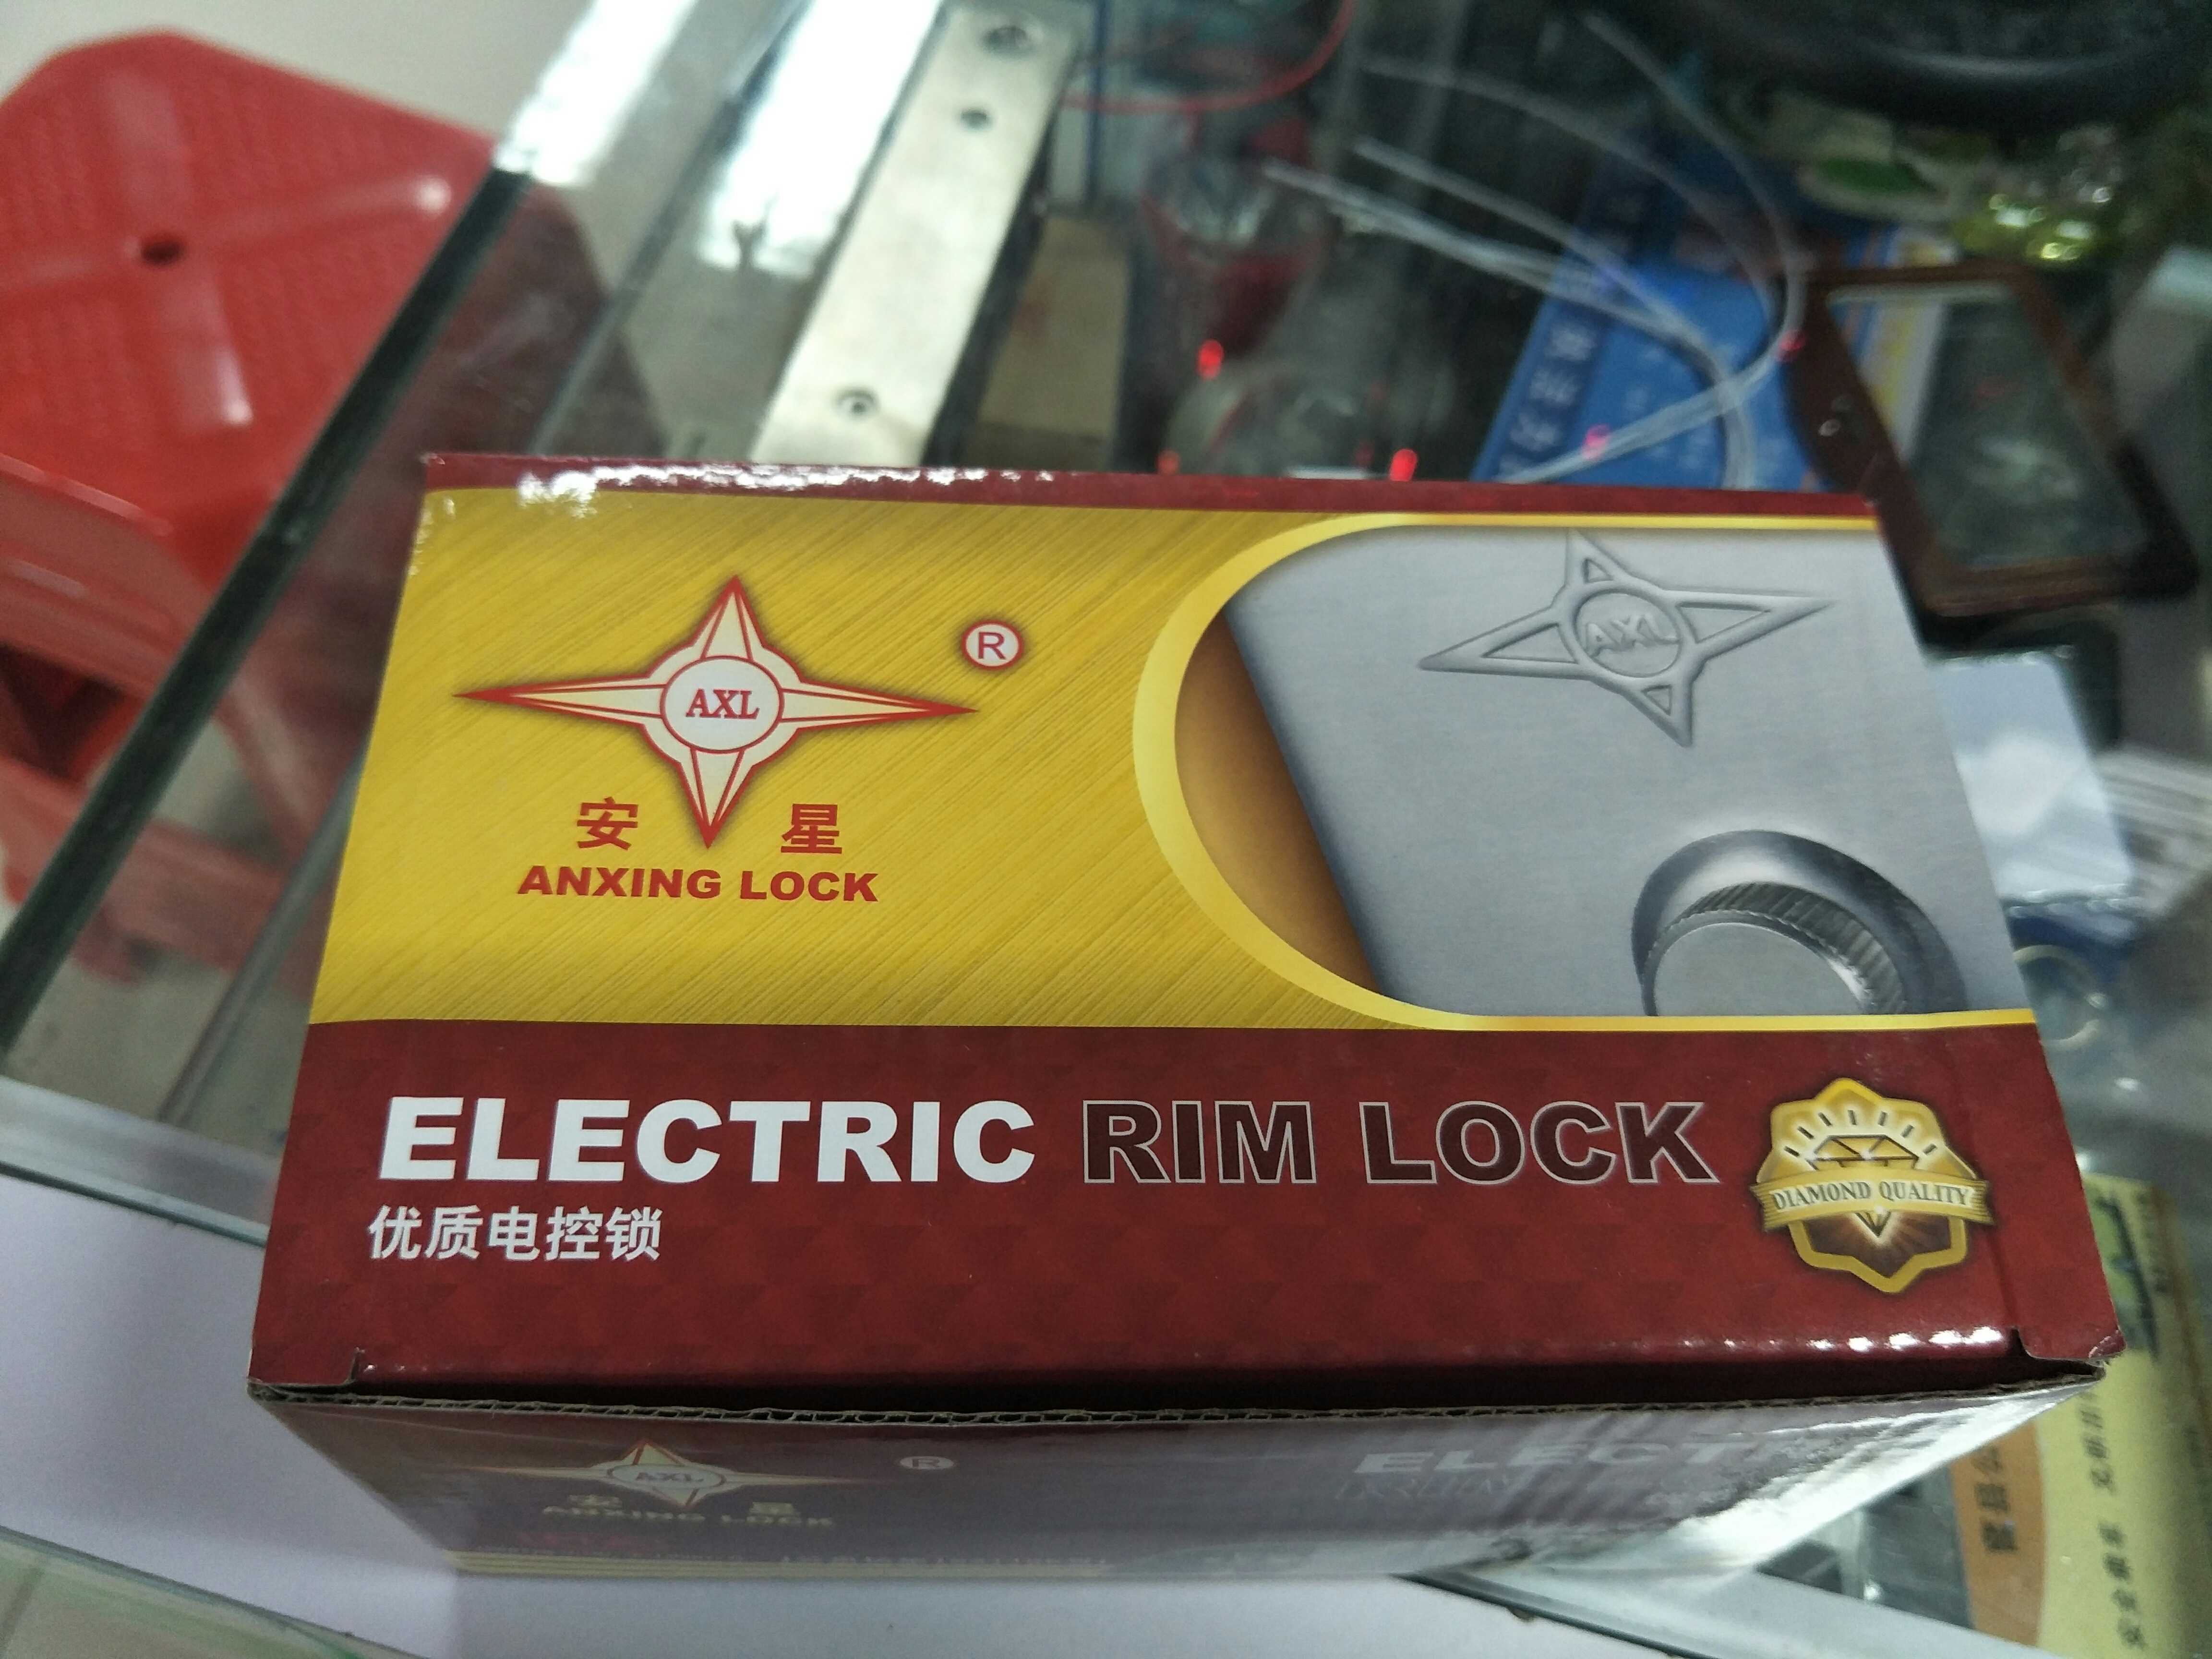 AXL
®
安 星
ANXING LOCK
AXL
ELECTRIC RIM LOCK
优质电控锁
DIAMOND QUALITY
AXL
®
安 星
ANXING LOCK